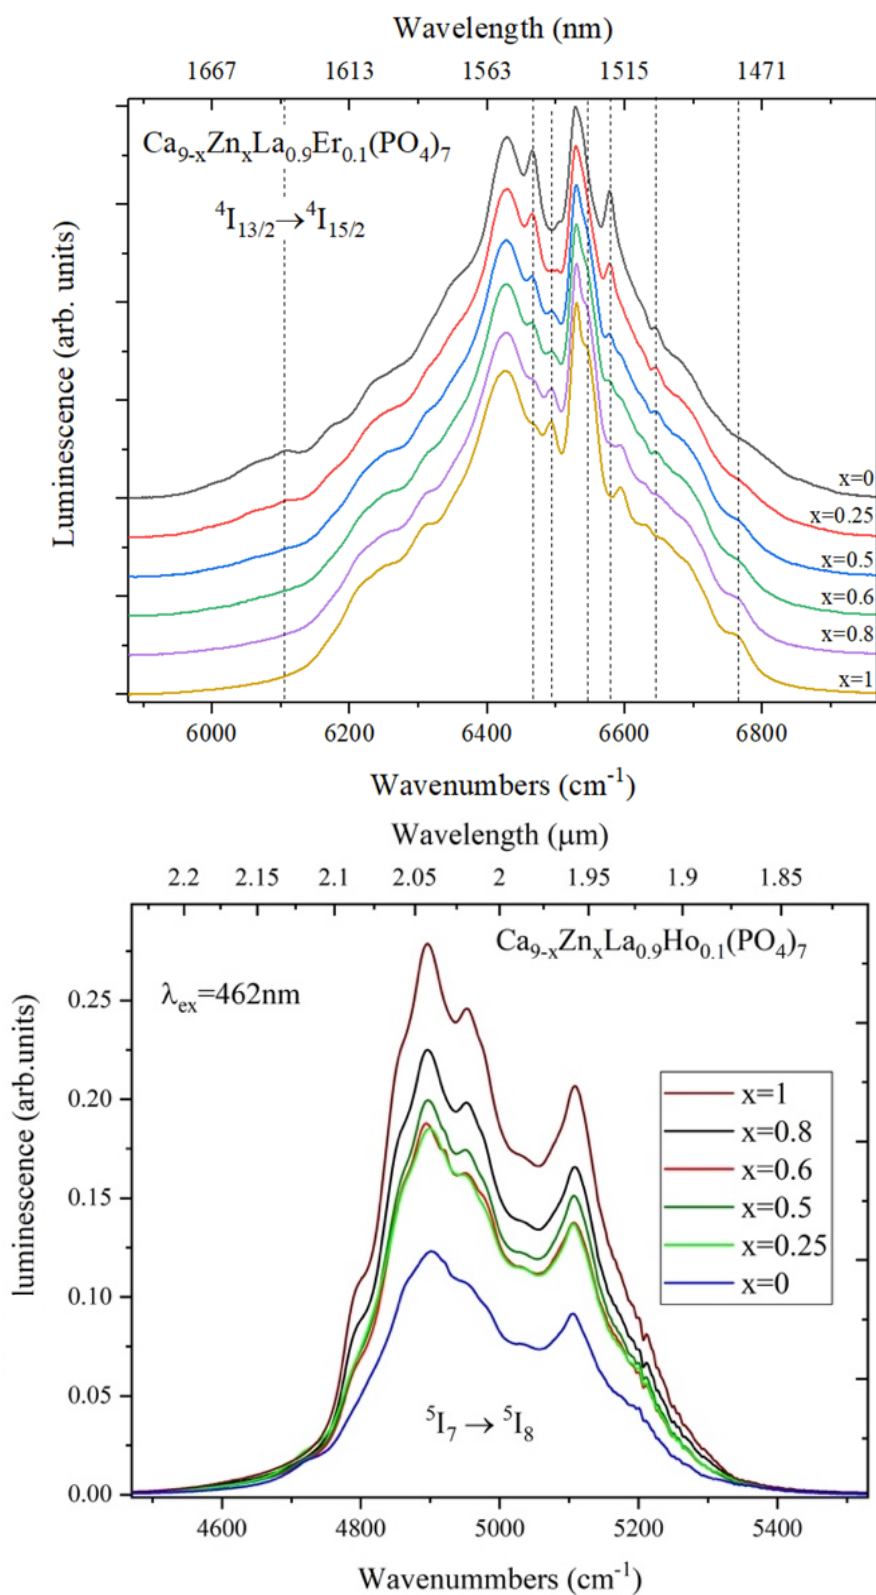 Wavelength (nm)
1667 1613 1563 1515 1471
Ca9-xZnxLa0.9Er0.1(PO4)7
4I13/2→4I15/2
Luminescence (arb. units)
x=0
x=0.25
x=0.5
x=0.6
x=0.8
x=1
6000 6200 6400 6600 6800
Wavenumbers (cm-1)
Wavelength (μm)
2.2 2.15 2.1 2.05 2 1.95 1.9 1.85
Ca9-xZnxLa0.9Ho0.1(PO4)7
λex=462nm
luminescence (arb.units)
0.25
0.20
0.15
0.10
0.05
0.00
x=1
x=0.8
x=0.6
x=0.5
x=0.25
x=0
5I7 → 5I8
4600 4800 5000 5200 5400
Wavenummbers (cm-1)